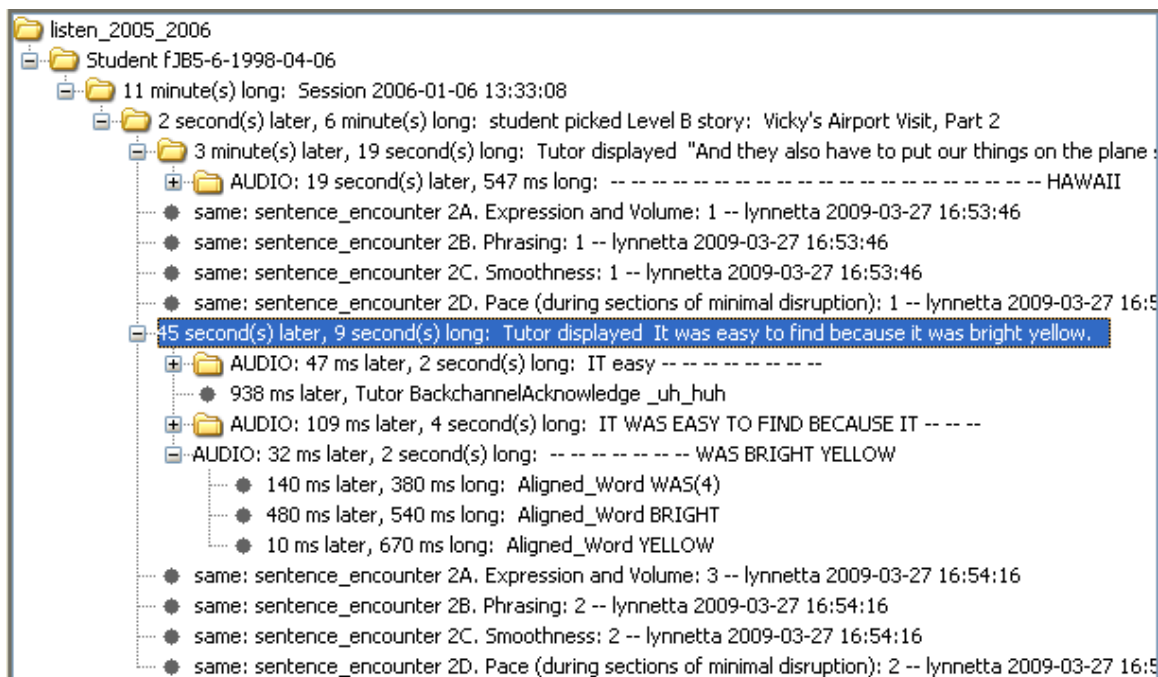 listen_2005_2006
Student fJB5-6-1998-04-06
11 minute(s) long: Session 2006-01-06 13:33:08
2 second(s) later, 6 minute(s) long: student picked Level B story: Vicky's Airport Visit, Part 2
3 minute(s) later, 19 second(s) long: Tutor displayed "And they also have to put our things on the plane s
AUDIO: 19 second(s) later, 547 ms long: -- -- -- -- -- -- -- -- -- -- -- -- -- -- -- -- -- -- -- -- HAWAII
same: sentence_encounter 2A. Expression and Volume: 1 -- lynnetta 2009-03-27 16:53:46
same: sentence_encounter 2B. Phrasing: 1 -- lynnetta 2009-03-27 16:53:46
same: sentence_encounter 2C. Smoothness: 1 -- lynnetta 2009-03-27 16:53:46
same: sentence_encounter 2D. Pace (during sections of minimal disruption): 1 -- lynnetta 2009-03-27 16:5
45 second(s) later, 9 second(s) long: Tutor displayed It was easy to find because it was bright yellow.
AUDIO: 47 ms later, 2 second(s) long: IT easy -- -- -- -- -- -- -- --
938 ms later, Tutor BackchannelAcknowledge _uh_huh
AUDIO: 109 ms later, 4 second(s) long: IT WAS EASY TO FIND BECAUSE IT -- -- --
AUDIO: 32 ms later, 2 second(s) long: -- -- -- -- -- -- -- WAS BRIGHT YELLOW
140 ms later, 380 ms long: Aligned_Word WAS(4)
480 ms later, 540 ms long: Aligned_Word BRIGHT
10 ms later, 670 ms long: Aligned_Word YELLOW
same: sentence_encounter 2A. Expression and Volume: 3 -- lynnetta 2009-03-27 16:54:16
same: sentence_encounter 2B. Phrasing: 2 -- lynnetta 2009-03-27 16:54:16
same: sentence_encounter 2C. Smoothness: 2 -- lynnetta 2009-03-27 16:54:16
same: sentence_encounter 2D. Pace (during sections of minimal disruption): 2 -- lynnetta 2009-03-27 16:5